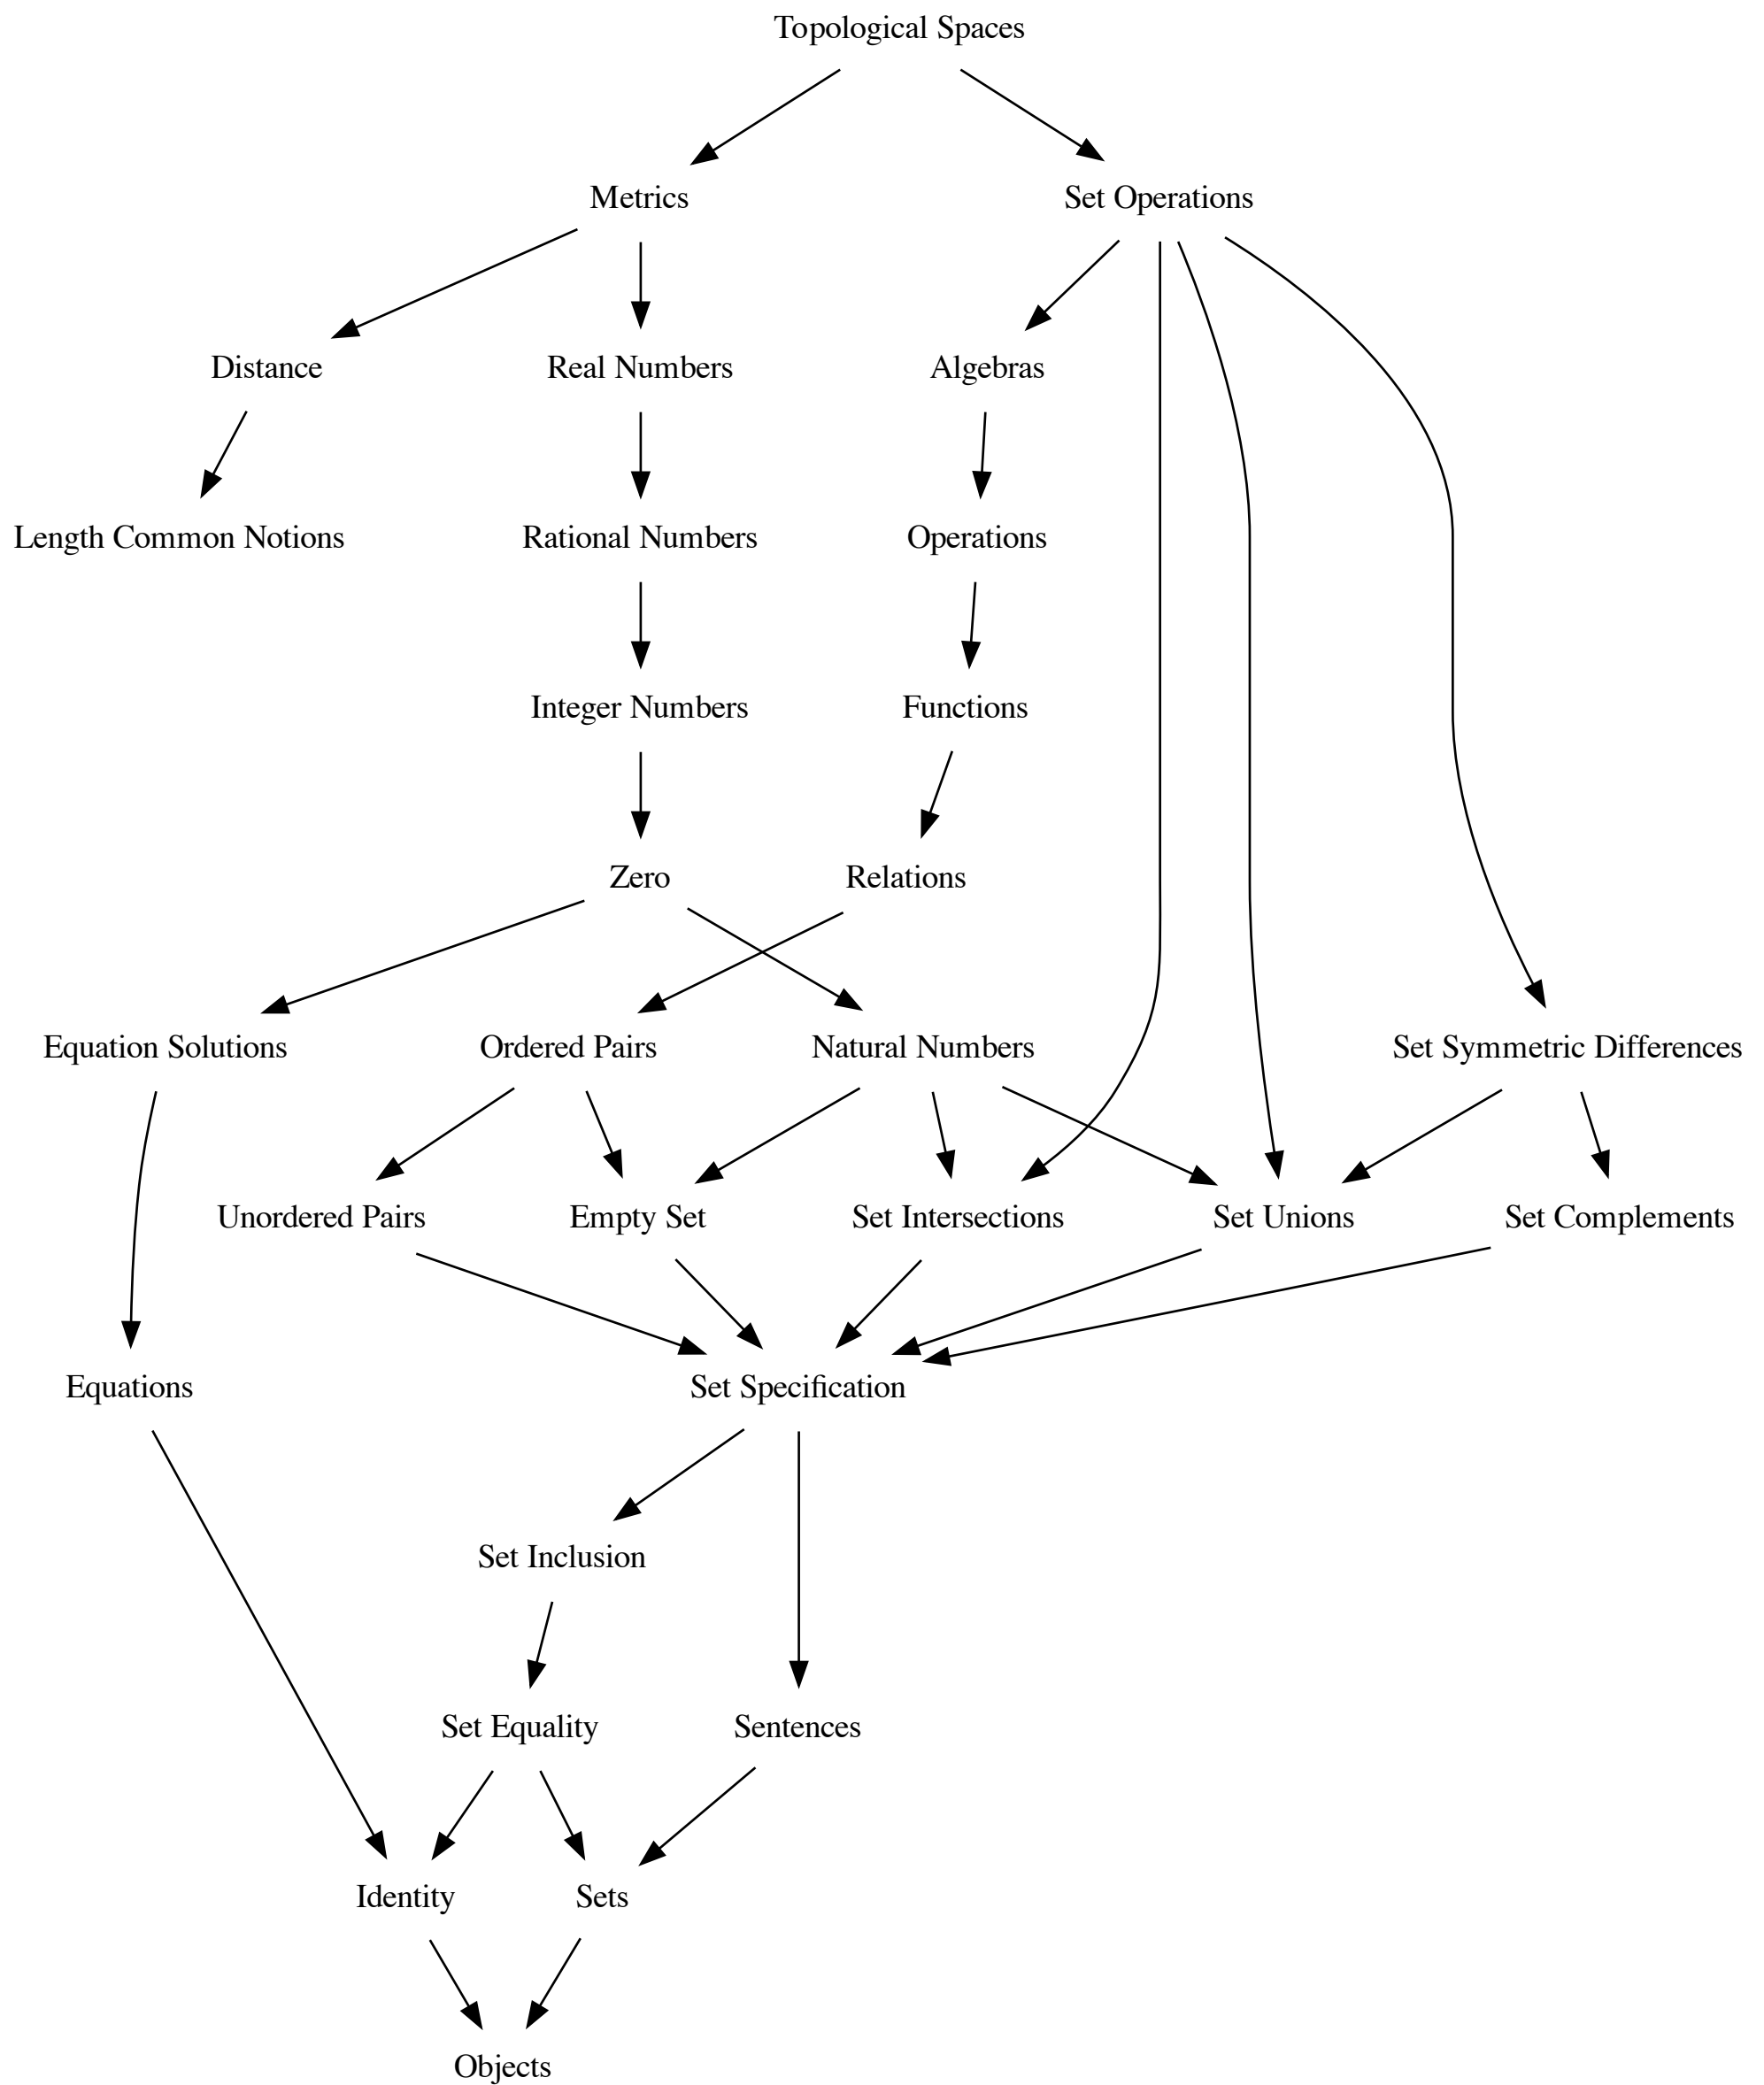 Topological Spaces
Metrics
Set Operations
Distance
Real Numbers
Algebras
Length Common Notions
Rational Numbers
Operations
Integer Numbers
Functions
Zero
Relations
Equation Solutions
Ordered Pairs
Natural Numbers
Set Symmetric Differences
Unordered Pairs
Empty Set
Set Intersections
Set Unions
Set Complements
Equations
Set Specification
Set Inclusion
Set Equality
Sentences
Identity
Sets
Objects